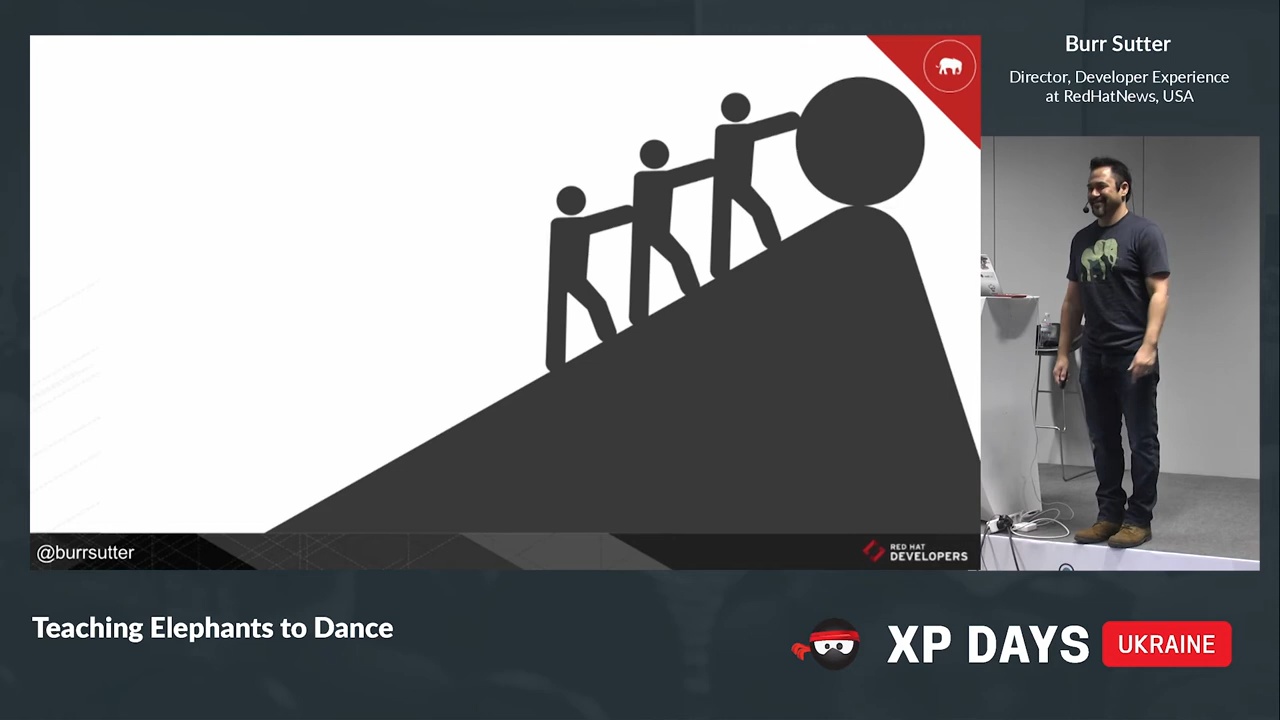 Burr Sutter
Director, Developer Experience
at RedHatNews, USA
@burrsutter
RED HAT
DEVELOPERS
Teaching Elephants to Dance
XP DAYS
UKRAINE